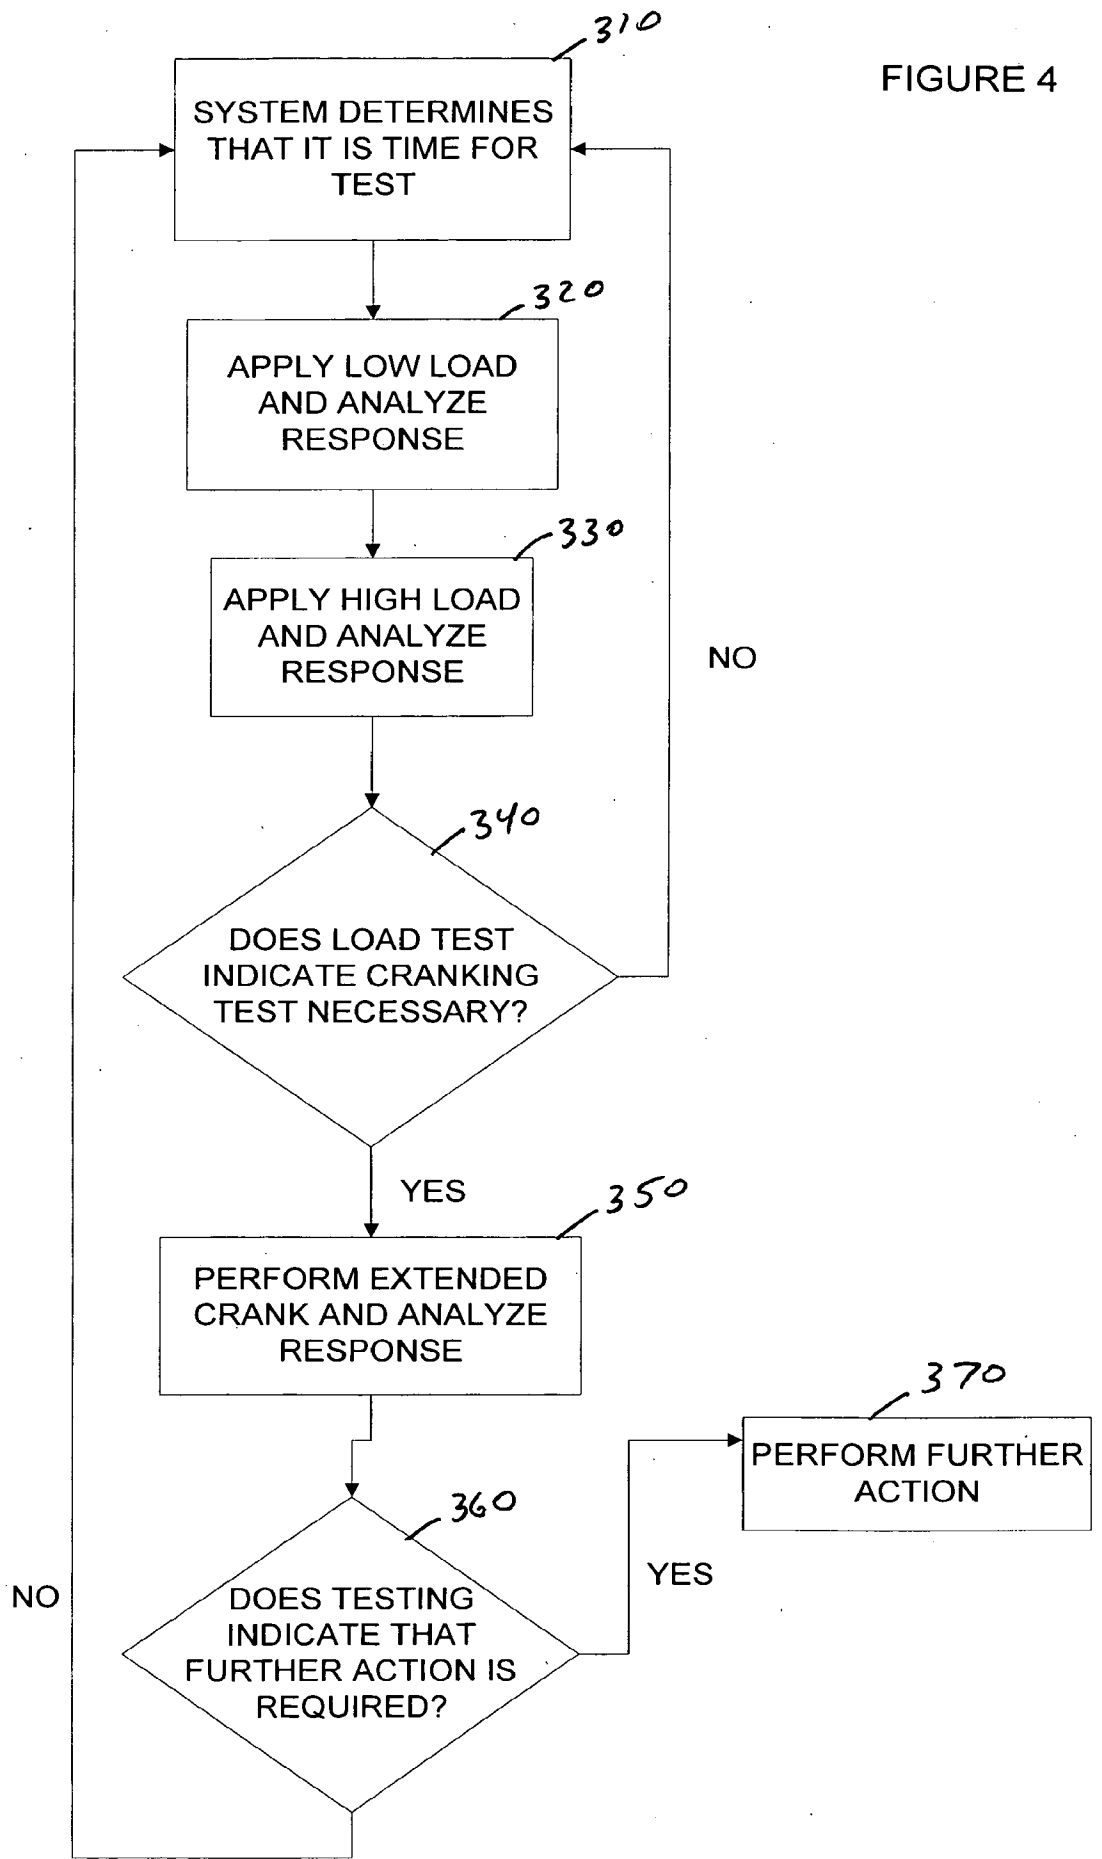 310
FIGURE 4
SYSTEM DETERMINES
THAT IT IS TIME FOR
TEST
320
APPLY LOW LOAD
AND ANALYZE
RESPONSE
330
APPLY HIGH LOAD
AND ANALYZE
RESPONSE
NO
340
DOES LOAD TEST
INDICATE CRANKING
TEST NECESSARY?
YES
350
PERFORM EXTENDED
CRANK AND ANALYZE
RESPONSE
370
PERFORM FURTHER
ACTION
360
YES
NO
DOES TESTING
INDICATE THAT
FURTHER ACTION IS
REQUIRED?